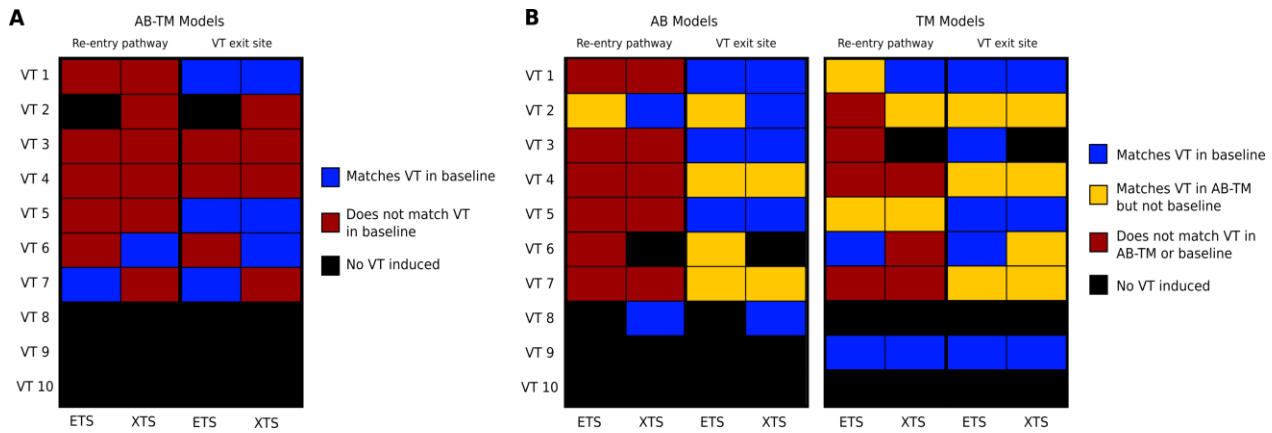 A
AB-TM Models
Re-entry pathway
VT exit site
VT 1
VT 2
VT 3
VT 4
VT 5
VT 6
VT 7
VT 8
VT 9
VT 10
ETS
XTS
ETS
XTS
Matches VT in baseline
Does not match VT
in baseline
No VT induced
B
AB Models
Re-entry pathway
VT exit site
TM Models
Re-entry pathway
VT exit site
VT 1
VT 2
VT 3
VT 4
VT 5
VT 6
VT 7
VT 8
VT 9
VT 10
ETS
XTS
ETS
XTS
ETS
XTS
ETS
XTS
Matches VT in baseline
Matches VT in AB-TM
but not baseline
Does not match VT in
AB-TM or baseline
No VT induced